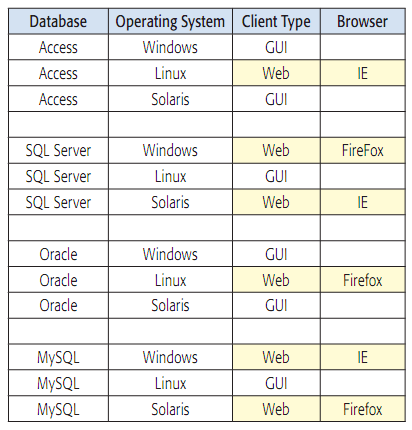 Database Operating System Client Type Browser
Access Windows GUI
Access Linux Web IE
Access Solaris GUI
SQL Server Windows Web FireFox
SQL Server Linux GUI
SQL Server Solaris Web IE
Oracle Windows GUI
Oracle Linux Web Firefox
Oracle Solaris GUI
MySQL Windows Web IE
MySQL Linux GUI
MySQL Solaris Web Firefox